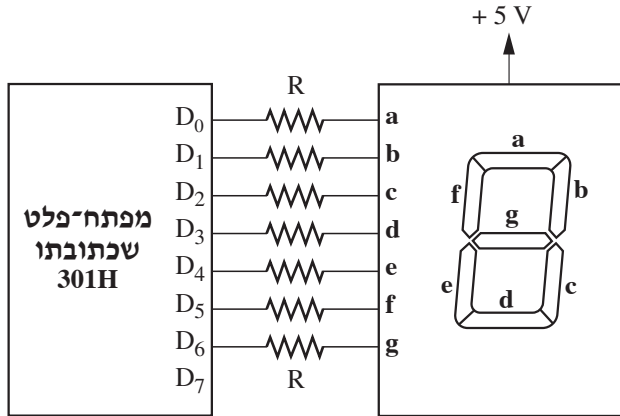 + 5 V
R
D₀ a
D₁ b
D₂ c
D₃ d
D₄ e
D₅ f
D₆ g
D₇
R
מפתח־פלט
שכתובתו
301H
a
f b
g
e c
d